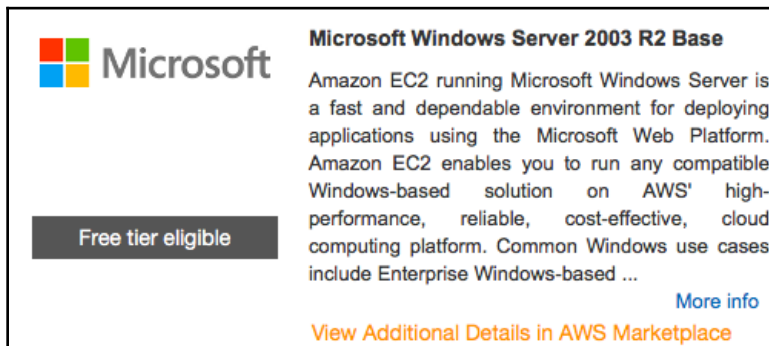 Microsoft
Microsoft Windows Server 2003 R2 Base
Amazon EC2 running Microsoft Windows Server is
a fast and dependable environment for deploying
applications using the Microsoft Web Platform.
Amazon EC2 enables you to run any compatible
Windows-based solution on AWS' high-
performance, reliable, cost-effective, cloud
computing platform. Common Windows use cases
include Enterprise Windows-based ...
Free tier eligible
More info
View Additional Details in AWS Marketplace